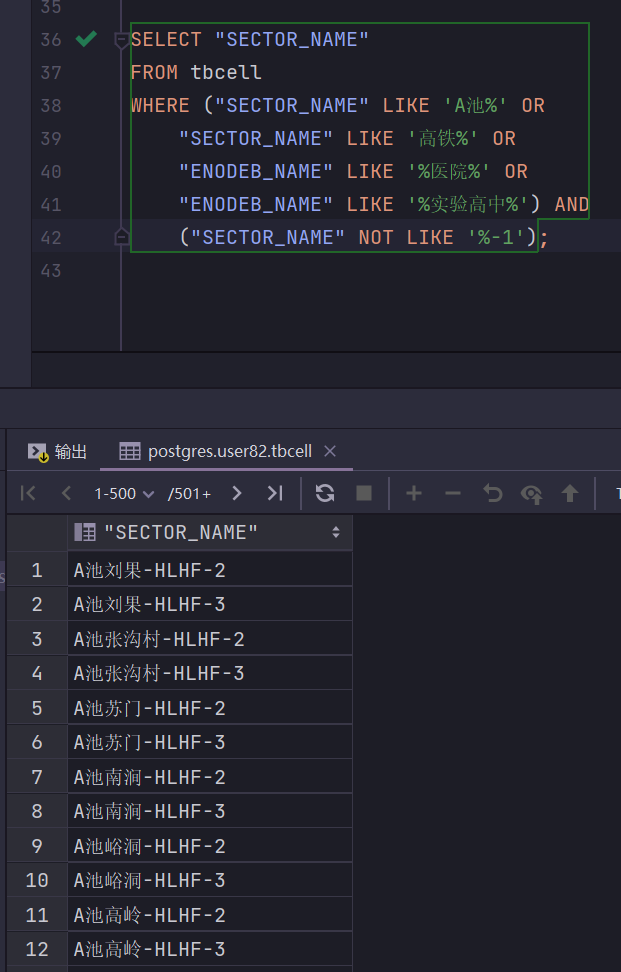 35
36 SELECT "SECTOR_NAME"
37 FROM tbcell
38 WHERE ("SECTOR_NAME" LIKE 'A池%' OR
39 "SECTOR_NAME" LIKE '高铁%' OR
40 "ENODEB_NAME" LIKE '%医院%' OR
41 "ENODEB_NAME" LIKE '%实验高中%') AND
42 ("SECTOR_NAME" NOT LIKE '%-1');
43
输出 postgres.user82.tbcell
1-500 /501+
"SECTOR_NAME"
1 A池刘果-HLHF-2
2 A池刘果-HLHF-3
3 A池张沟村-HLHF-2
4 A池张沟村-HLHF-3
5 A池苏门-HLHF-2
6 A池苏门-HLHF-3
7 A池南涧-HLHF-2
8 A池南涧-HLHF-3
9 A池峪洞-HLHF-2
10 A池峪洞-HLHF-3
11 A池高岭-HLHF-2
12 A池高岭-HLHF-3